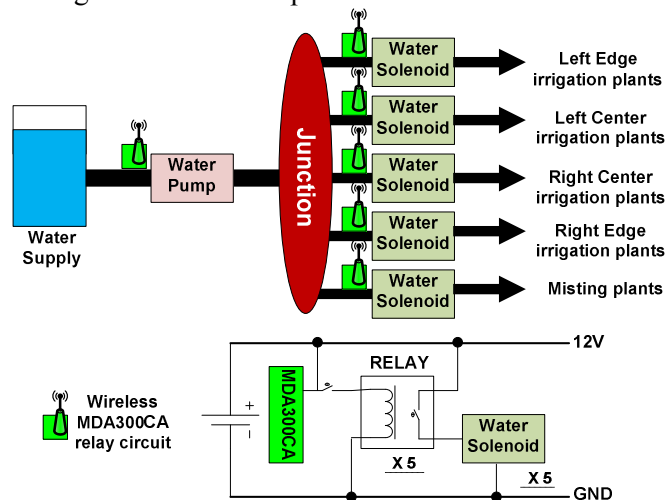 Water
Solenoid
Left Edge
irrigation plants
Water
Solenoid
Left Center
irrigation plants
Water
Pump
Junction
Water
Solenoid
Right Center
irrigation plants
Water
Supply
Water
Solenoid
Right Edge
irrigation plants
Water
Solenoid
Misting plants
12V
RELAY
MDA300CA
Wireless
MDA300CA
relay circuit
+
–
Water
Solenoid
X 5
X 5
GND